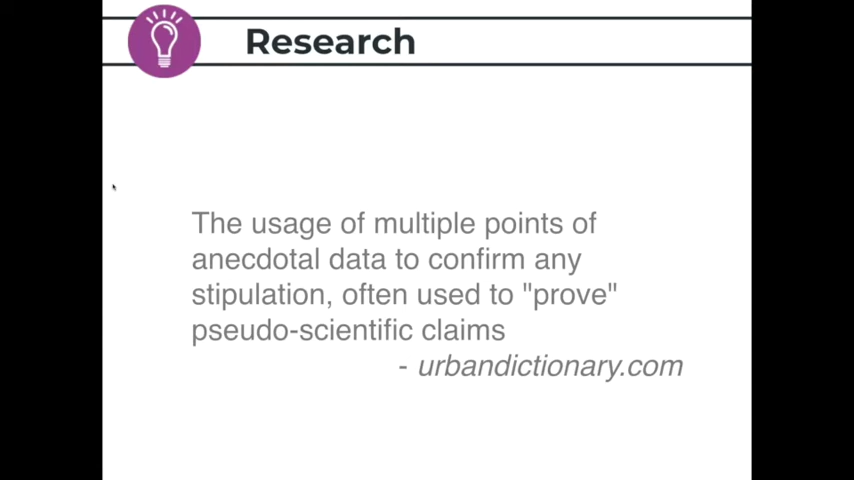 Research
The usage of multiple points of
anecdotal data to confirm any
stipulation, often used to "prove"
pseudo-scientific claims
- urbandictionary.com